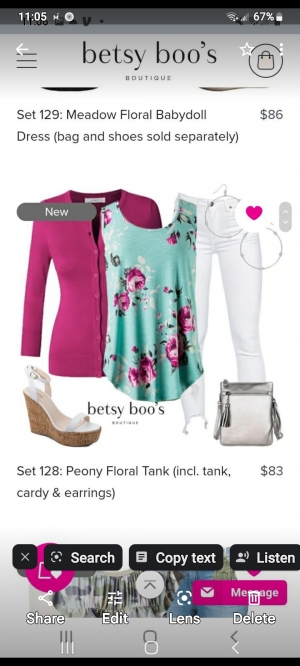 11:05
67%
betsy boo's
BOUTIQUE
Set 129: Meadow Floral Babydoll $86
Dress (bag and shoes sold separately)
New
betsy boo's
BOUTIQUE
Set 128: Peony Floral Tank (incl. tank, $83
cardy & earrings)
Search Copy text Listen
Message
Share Edit Lens Delete